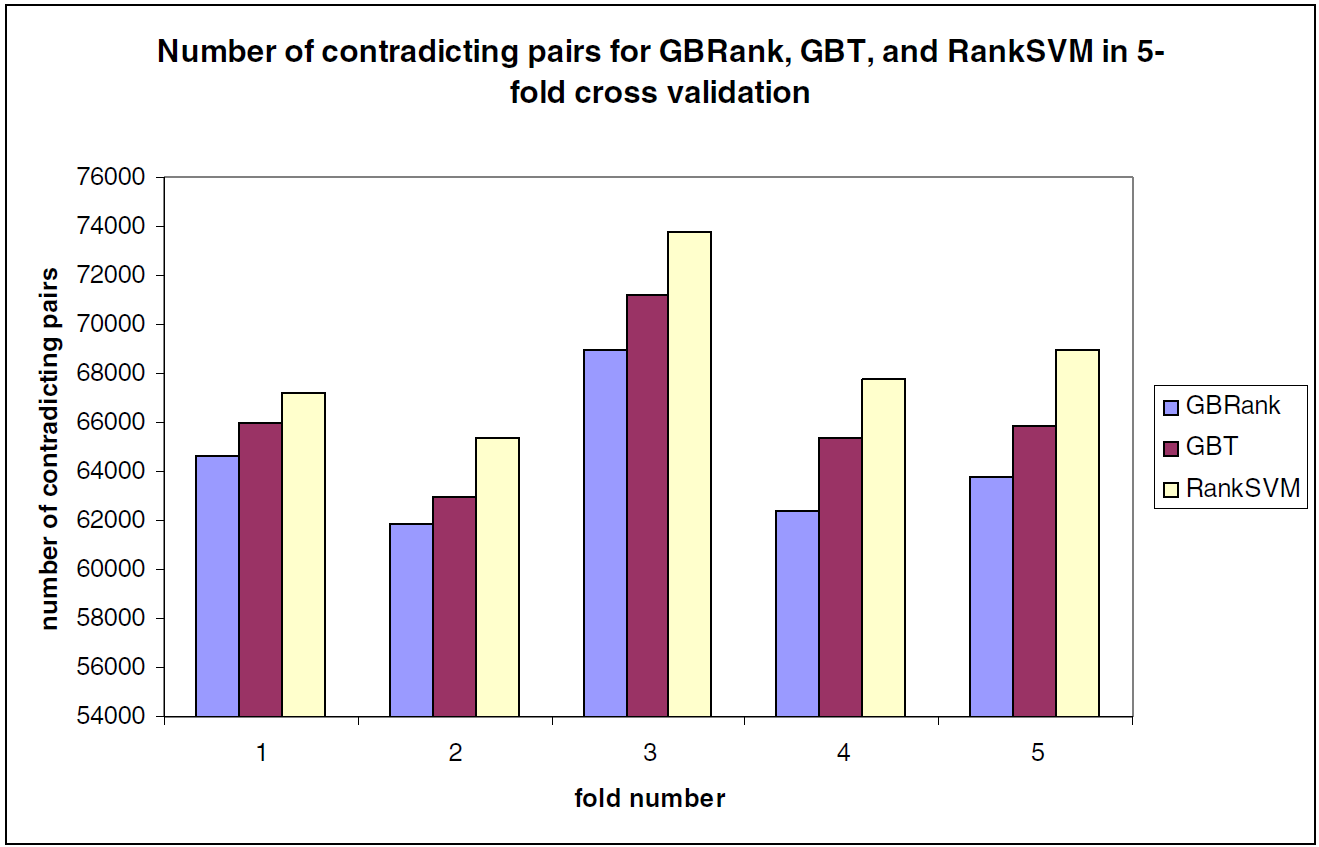 Number of contradicting pairs for GBRank, GBT, and RankSVM in 5-
fold cross validation
76000
74000
72000
70000
68000
66000
64000
62000
60000
58000
56000
54000
number of contradicting pairs
1 2 3 4 5
fold number
GBRank
GBT
RankSVM